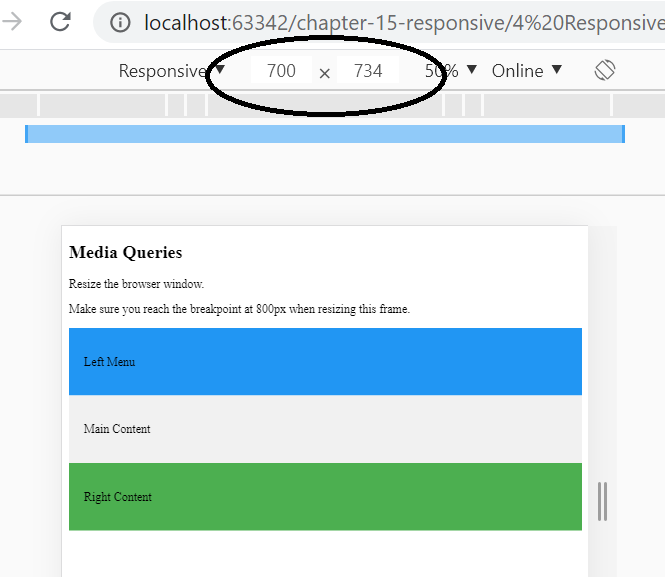 localhost:63342/chapter-15-responsive/4%20Responsive
Responsive 700 × 734 50% Online
Media Queries
Resize the browser window.
Make sure you reach the breakpoint at 800px when resizing this frame.
Left Menu
Main Content
Right Content